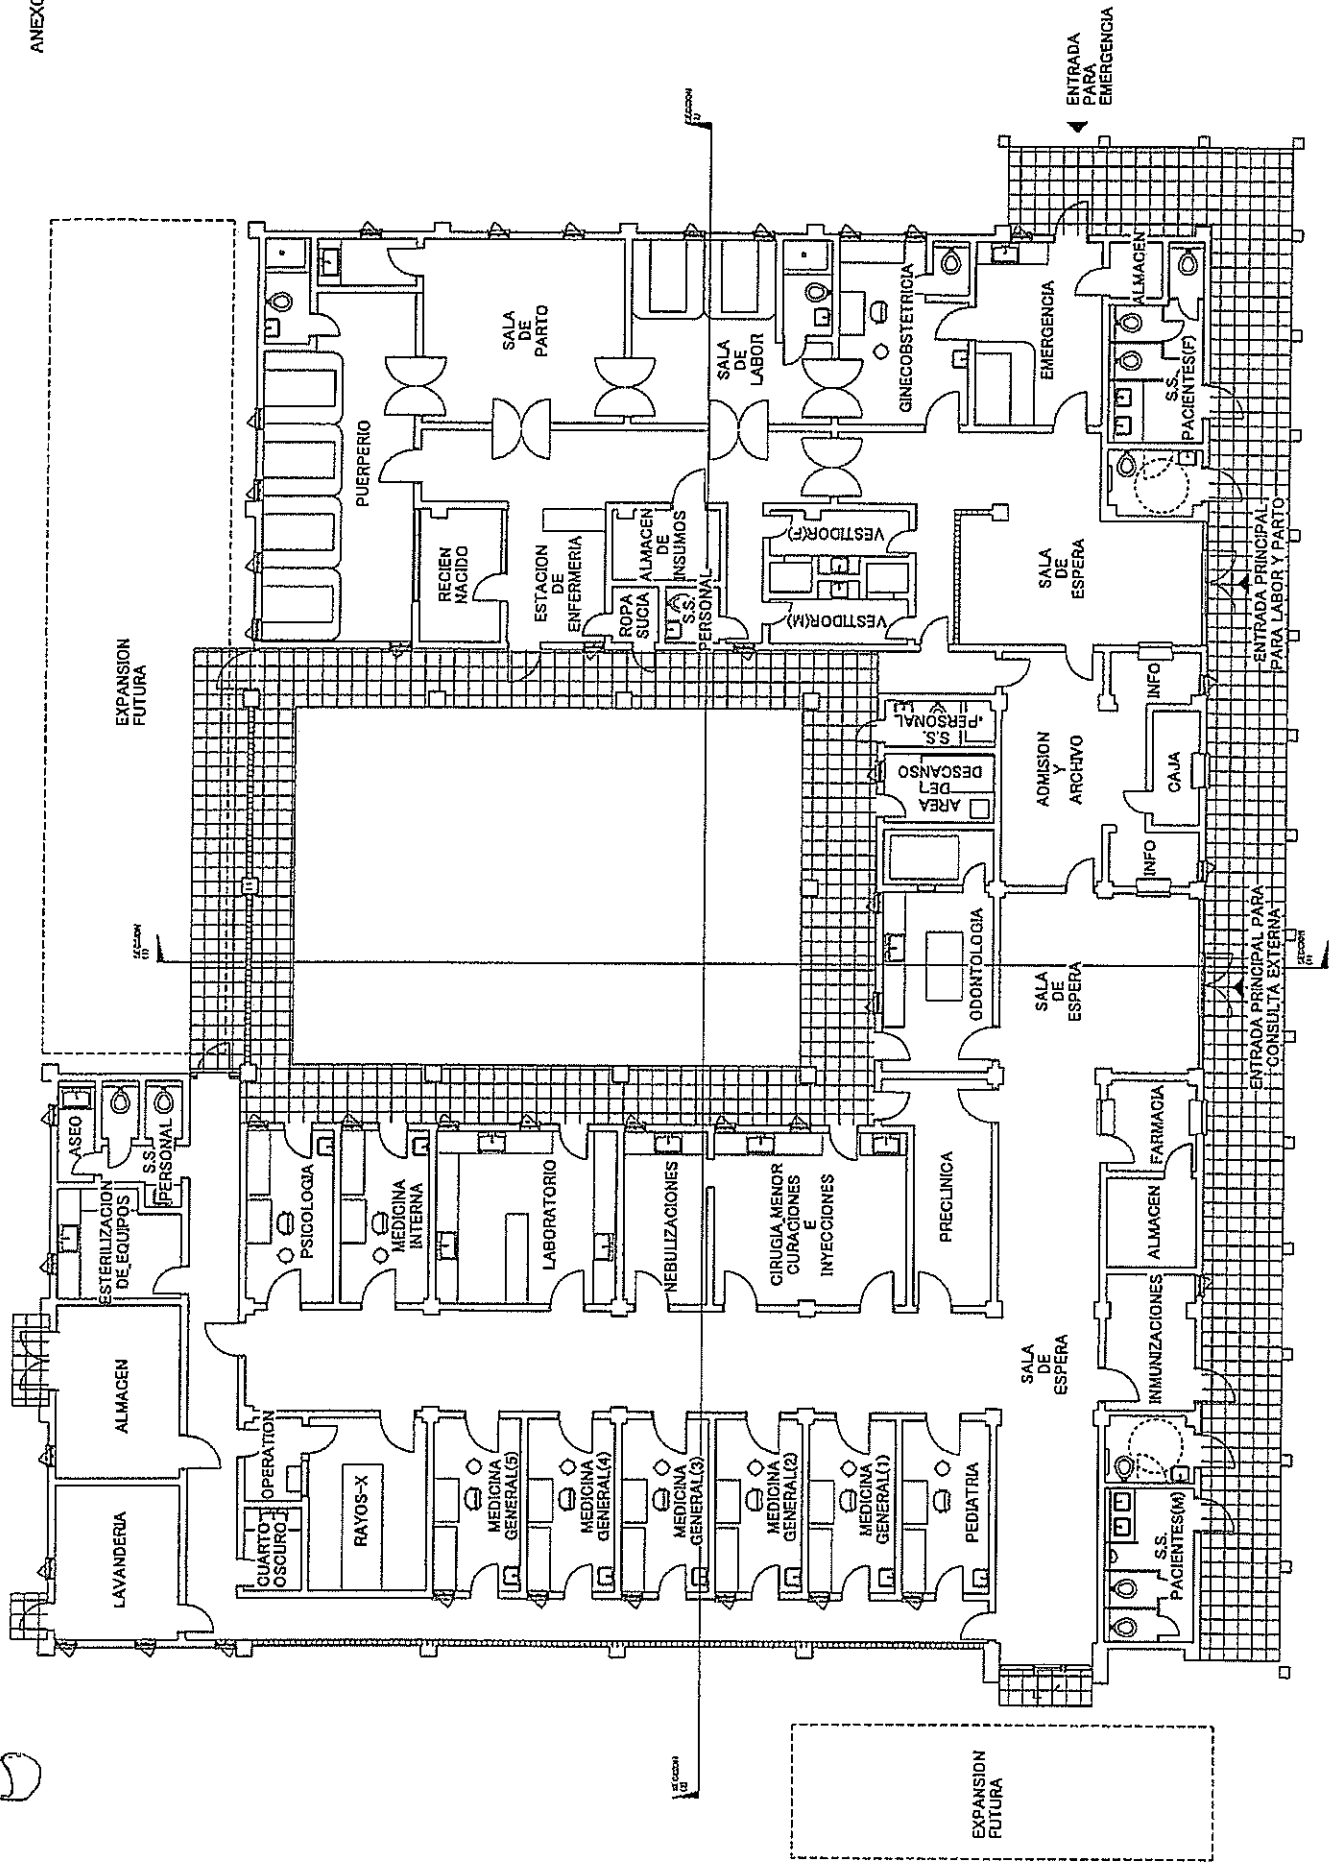 ANEXO
LAVANDERIA
ALMACEN
ESTERILIZACION
DE EQUIPOS
ASEO
S.S.
PERSONAL
EXPANSION
FUTURA
CUARTO
OSCURO
OPERATION
RAYOS-X
PSICOLOGIA
MEDICINA
INTERNA
LABORATORIO
NEBULIZACIONES
CIRUGIA MENOR
CURACIONES
E
INYECCIONES
PRECLINICA
MEDICINA
GENERAL(5)
MEDICINA
GENERAL(4)
MEDICINA
GENERAL(3)
MEDICINA
GENERAL(2)
MEDICINA
GENERAL(1)
PEDIATRIA
PUERPERIO
RECIEN
NACIDO
ESTACION
DE
ENFERMERIA
ROPA
SUCIA
ALMACEN
DE
INSUMOS
S.S.
PERSONAL
SALA
DE
PARTO
SALA
DE
LABOR
VESTIDOR(M)
VESTIDOR(F)
GINECOBSTETRICIA
EMERGENCIA
ALMACEN
S.S.
PACIENTES(F)
ENTRADA
PARA
EMERGENCIA
ODONTOLOGIA
AREA
DE
DESCANSO
S.S.
PERSONAL
ADMISION
Y
ARCHIVO
INFO
CAJA
INFO
SALA
DE
ESPERA
SALA
DE
ESPERA
SALA
DE
ESPERA
S.S.
PACIENTES(M)
INMUNIZACIONES
ALMACEN
FARMACIA
ENTRADA PRINCIPAL PARA
CONSULTA EXTERNA
ENTRADA PRINCIPAL
PARA LABOR Y PARTO
EXPANSION
FUTURA
SECCION
SECCION
SECCION
SECCION